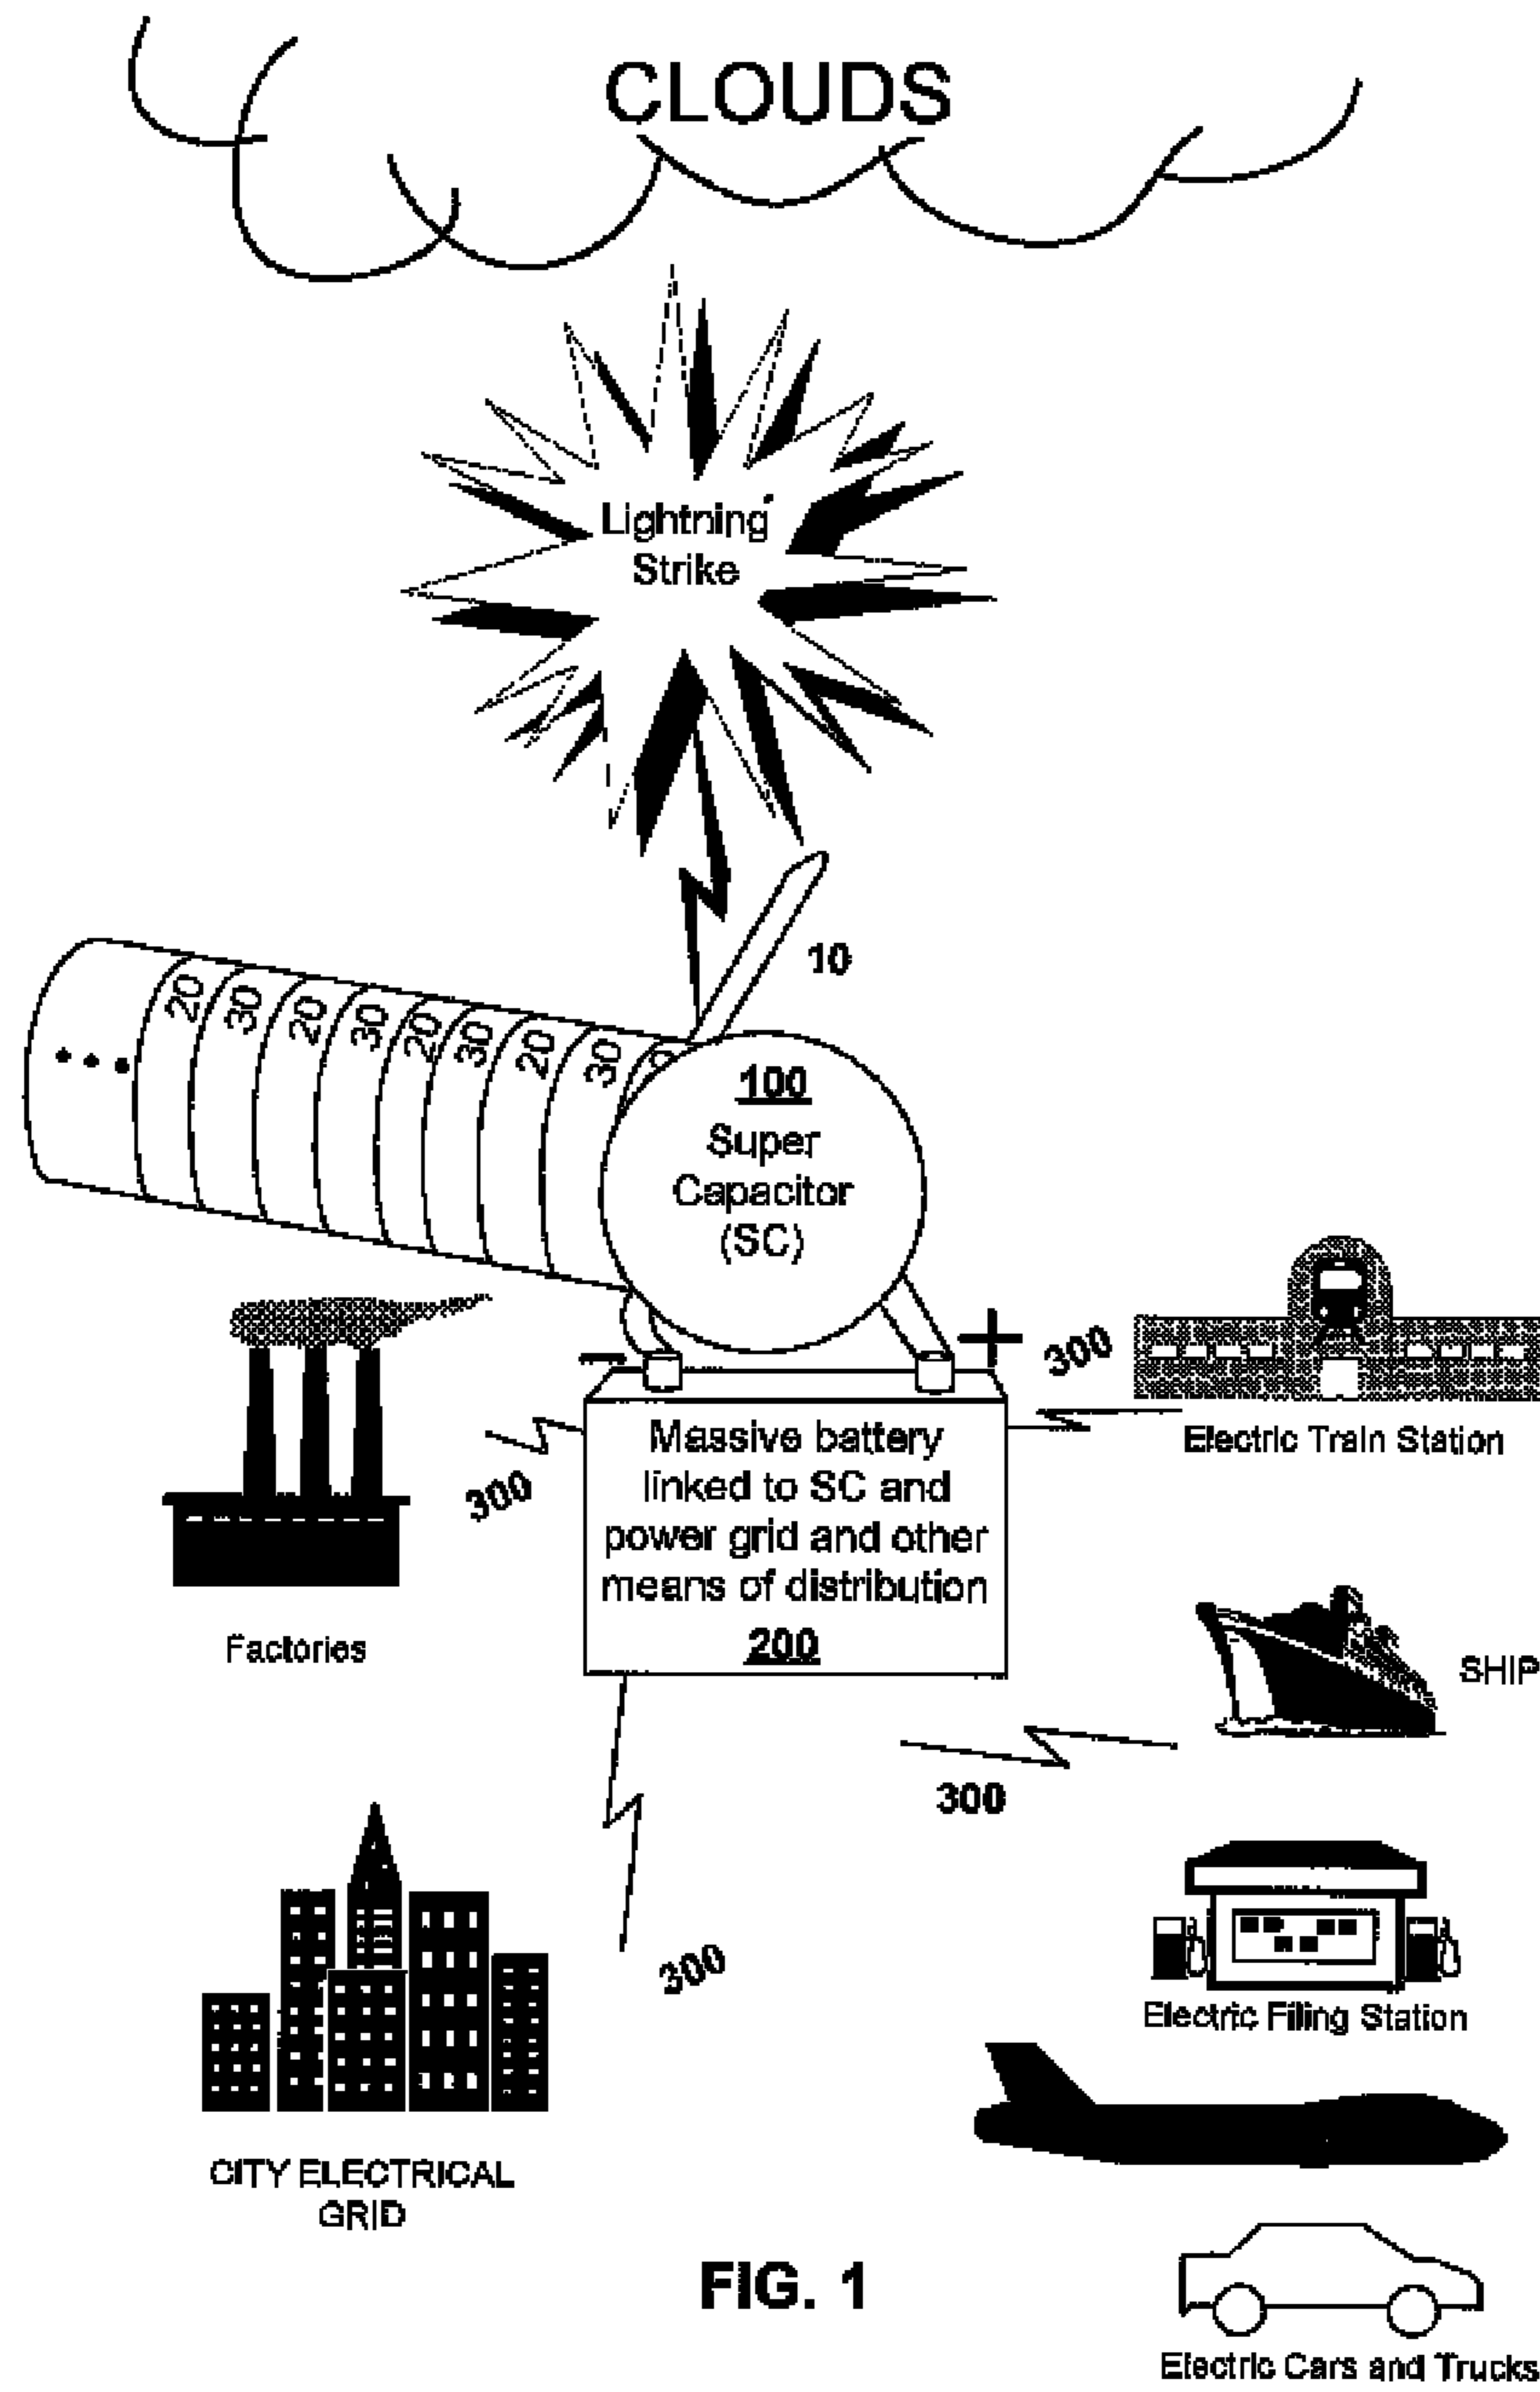 CLOUDS
Lightning
Strike
10
20
30
20
30
20
30
20
30
100
Super
Capacitor
(SC)
-
+
300
Electric Train Station
Massive battery
linked to SC and
power grid and other
means of distribution
200
300
Factories
SHIP
300
300
Electric Filling Station
CITY ELECTRICAL
GRID
FIG. 1
Electric Cars and Trucks